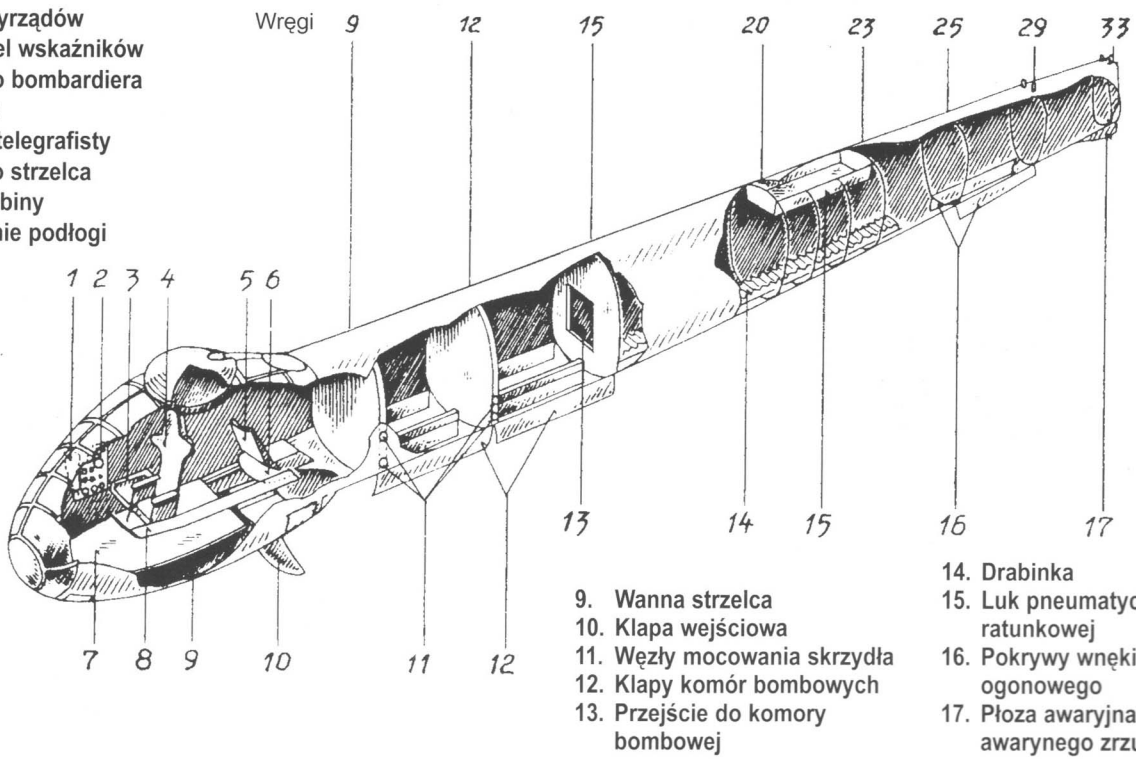 yrządów
el wskaźników
o bombardiera
telegrafisty
o strzelca
biny
nie podłogi
Wręgi 9 12 15 20 23 25 29 33
1 2 3 4 5 6
13 14 15 16 17
7 8 9 10 11 12
9. Wanna strzelca
10. Klapa wejściowa
11. Węzły mocowania skrzydła
12. Klapy komór bombowych
13. Przejście do komory
bombowej
14. Drabinka
15. Luk pneumatyc
ratunkowej
16. Pokrywy wnęki
ogonowego
17. Płoza awaryjna
awarynego zrzu